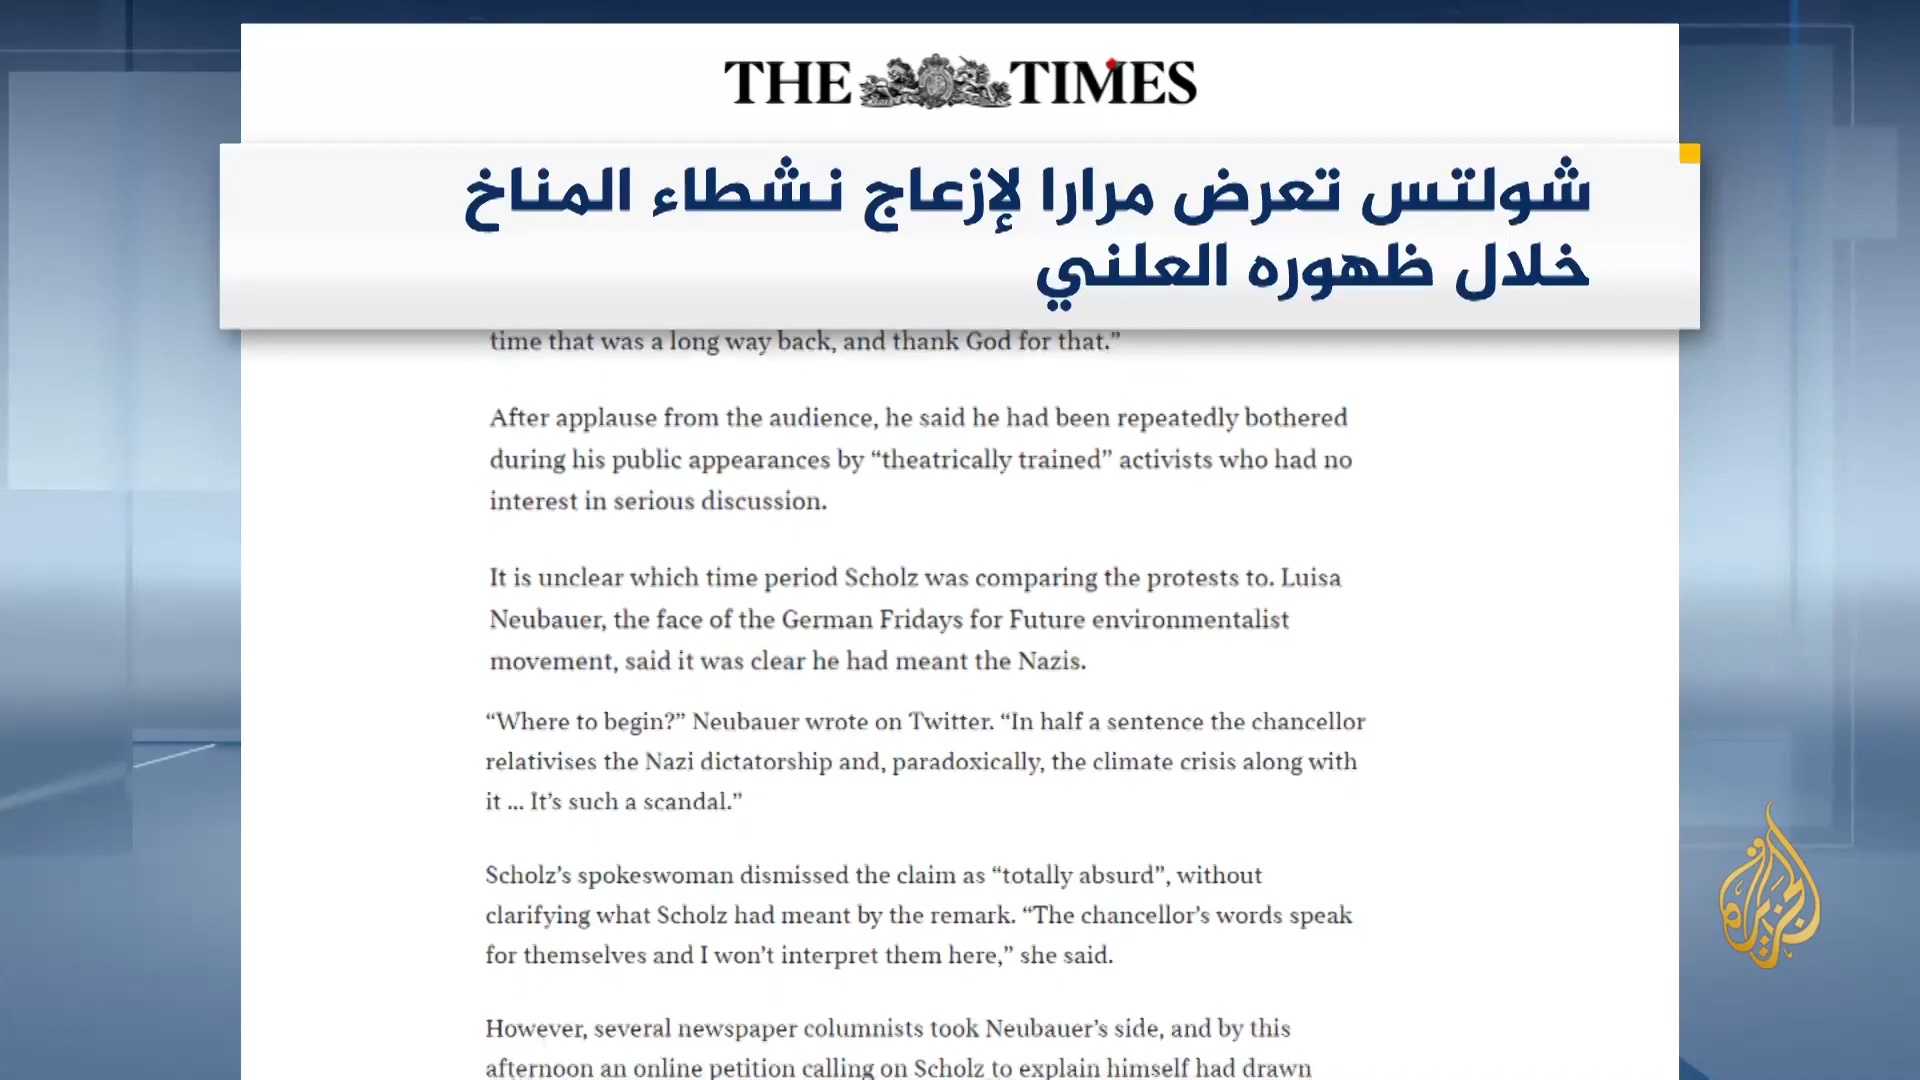 THE TIMES
شولتس تعرض مرارا لإزعاج نشطاء المناخ
خلال ظهوره العلني
time that was a long way back, and thank God for that.”
After applause from the audience, he said he had been repeatedly bothered
during his public appearances by “theatrically trained” activists who had no
interest in serious discussion.
It is unclear which time period Scholz was comparing the protests to. Luisa
Neubauer, the face of the German Fridays for Future environmentalist
movement, said it was clear he had meant the Nazis.
“Where to begin?” Neubauer wrote on Twitter. “In half a sentence the chancellor
relativises the Nazi dictatorship and, paradoxically, the climate crisis along with
it ... It’s such a scandal.”
Scholz’s spokeswoman dismissed the claim as “totally absurd”, without
clarifying what Scholz had meant by the remark. “The chancellor’s words speak
for themselves and I won’t interpret them here,” she said.
However, several newspaper columnists took Neubauer’s side, and by this
afternoon an online petition calling on Scholz to explain himself had drawn
الجزيرة